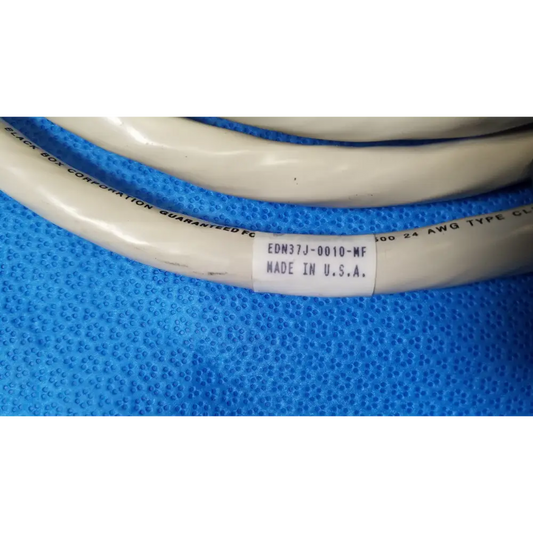 BLACK BOX CORPORATION GUARANTEED FO
EDN37J-0010-MF
MADE IN U.S.A.
24 AWG TYPE CL